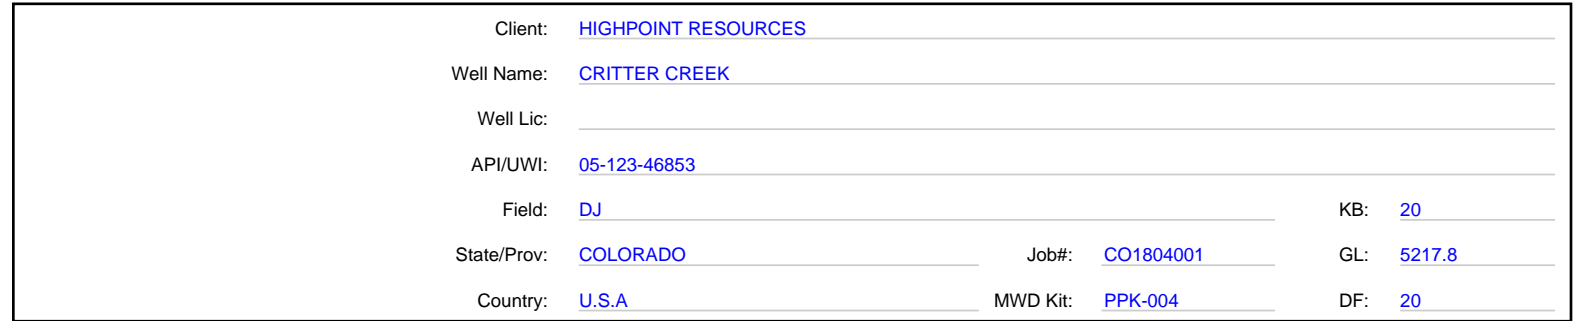 Client: HIGHPOINT RESOURCES
Well Name: CRITTER CREEK
Well Lic:
API/UWI: 05-123-46853
Field: DJ KB: 20
State/Prov: COLORADO Job#: CO1804001 GL: 5217.8
Country: U.S.A MWD Kit: PPK-004 DF: 20